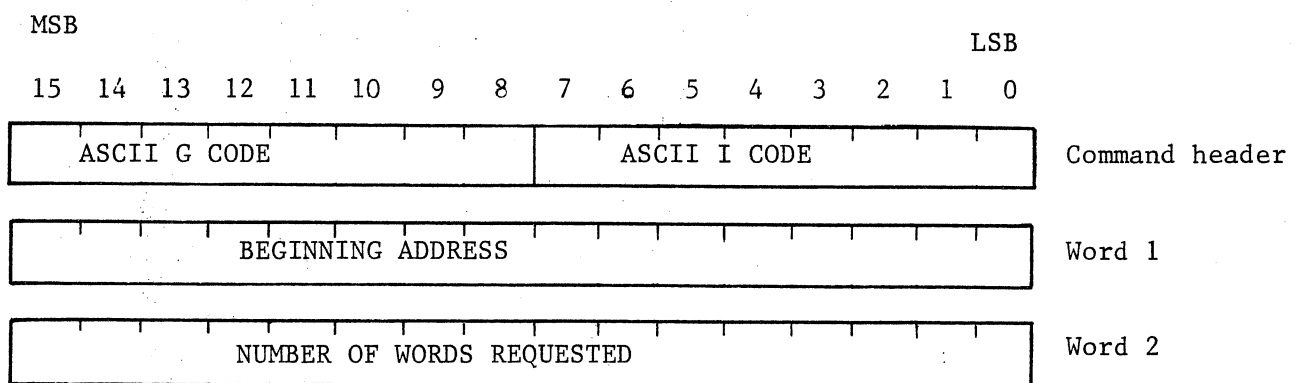 MSB
LSB
15 14 13 12 11 10 9 8 7 6 5 4 3 2 1 0
ASCII G CODE ASCII I CODE Command header
BEGINNING ADDRESS Word 1
NUMBER OF WORDS REQUESTED Word 2